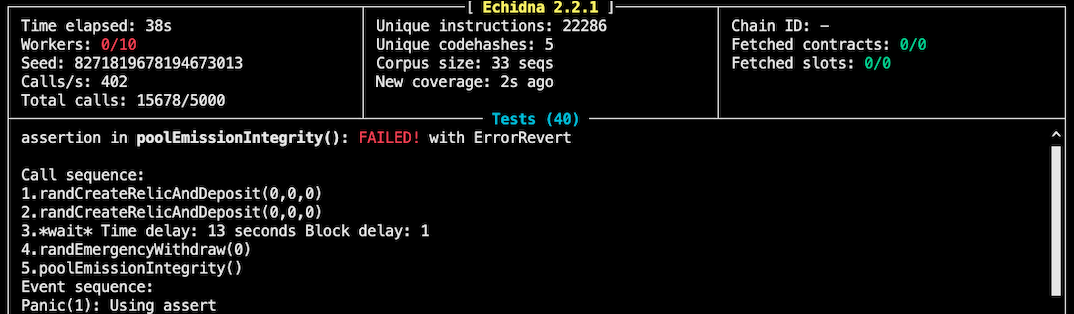 [ Echidna 2.2.1 ]
Time elapsed: 38s
Workers: 0/10
Seed: 8271819678194673013
Calls/s: 402
Total calls: 15678/5000
Unique instructions: 22286
Unique codehashes: 5
Corpus size: 33 seqs
New coverage: 2s ago
Chain ID: –
Fetched contracts: 0/0
Fetched slots: 0/0
Tests (40)
assertion in poolEmissionIntegrity(): FAILED! with ErrorRevert
Call sequence:
1.randCreateRelicAndDeposit(0,0,0)
2.randCreateRelicAndDeposit(0,0,0)
3.*wait* Time delay: 13 seconds Block delay: 1
4.randEmergencyWithdraw(0)
5.poolEmissionIntegrity()
Event sequence:
Panic(1): Using assert